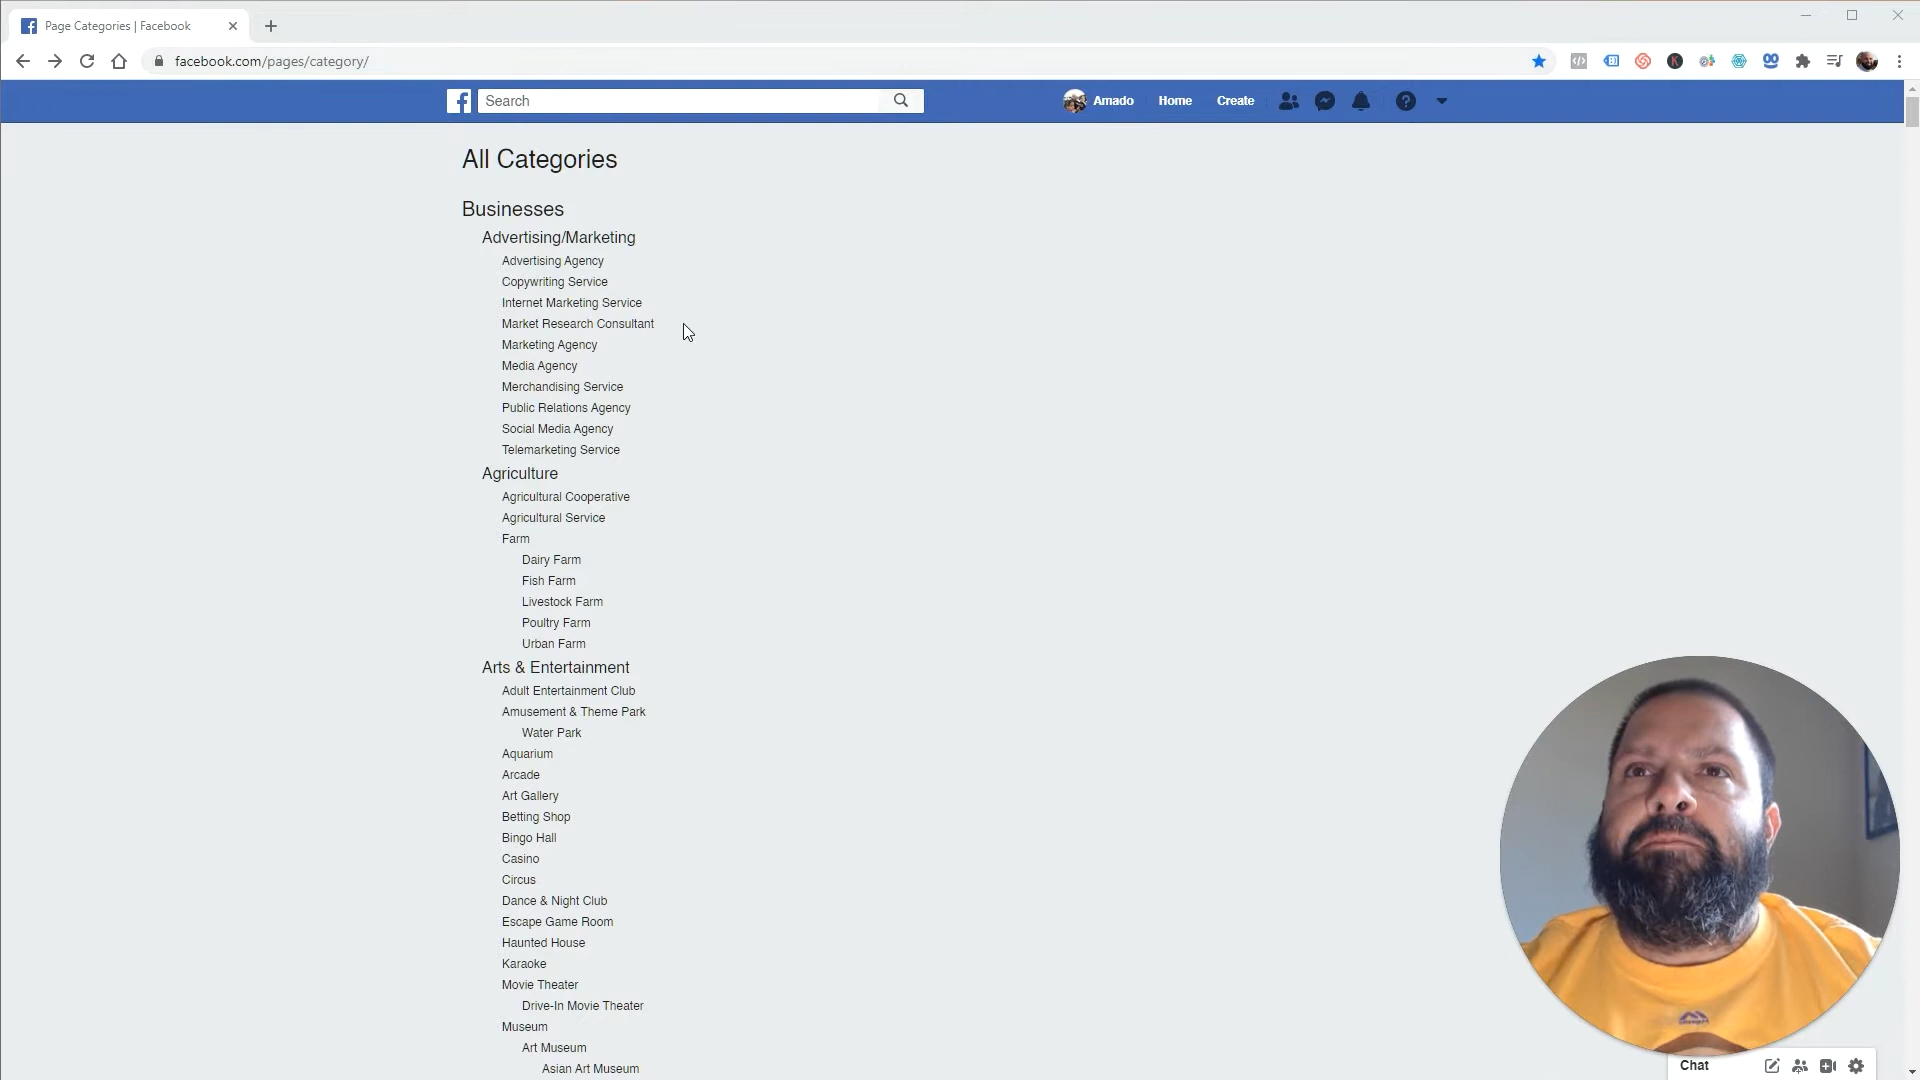 Page Categories | Facebook
facebook.com/pages/category/
Search
Amado
Home
Create
All Categories
Businesses
Advertising/Marketing
Advertising Agency
Copywriting Service
Internet Marketing Service
Market Research Consultant
Marketing Agency
Media Agency
Merchandising Service
Public Relations Agency
Social Media Agency
Telemarketing Service
Agriculture
Agricultural Cooperative
Agricultural Service
Farm
Dairy Farm
Fish Farm
Livestock Farm
Poultry Farm
Urban Farm
Arts & Entertainment
Adult Entertainment Club
Amusement & Theme Park
Water Park
Aquarium
Arcade
Art Gallery
Betting Shop
Bingo Hall
Casino
Circus
Dance & Night Club
Escape Game Room
Haunted House
Karaoke
Movie Theater
Drive-In Movie Theater
Museum
Art Museum
Asian Art Museum
Chat